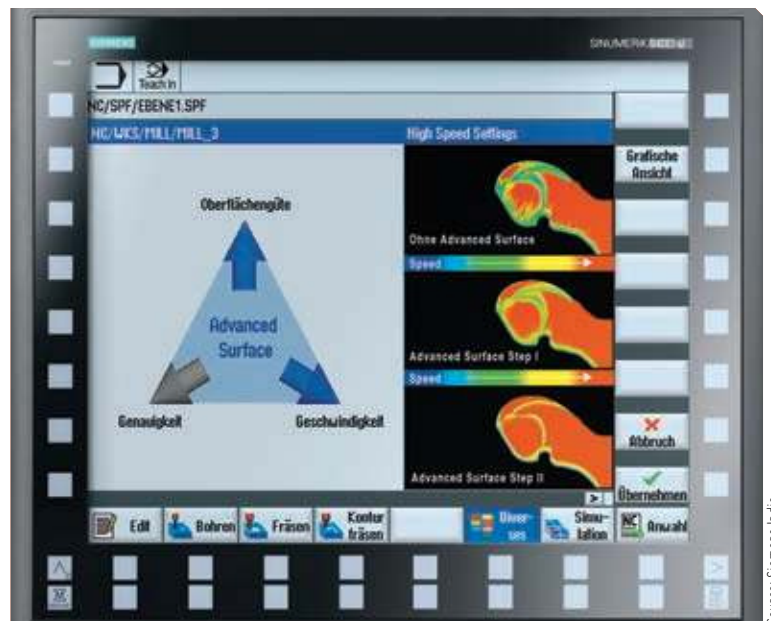 SIEMENS
SINUMERIK
Teach In
NC/SPF/EBENE1.SPF
NC/WKS/MILL/MILL_3
High Speed Settings
Grafische
Ansicht
Oberflächengüte
Ohne Advanced Surface
Speed
Advanced
Surface
Advanced Surface Step I
Speed
Genauigkeit
Geschwindigkeit
Abbruch
Advanced Surface Step II
Übernehmen
Edit
Bohren
Fräsen
Kontur
fräsen
Diver-
ses
Simu-
lation
NC
Anwahl